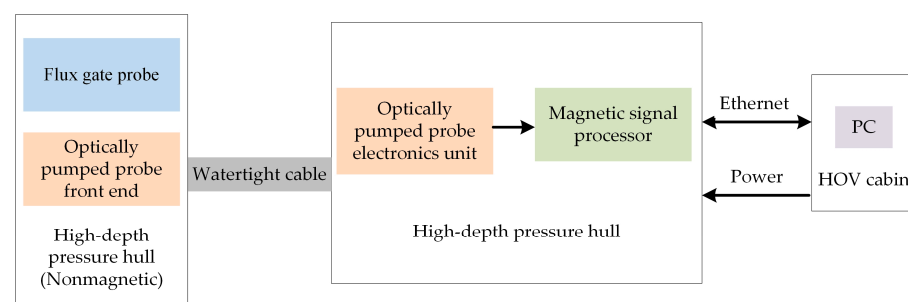 Flux gate probe
Optically
pumped probe
front end
High-depth
pressure hull
(Nonmagnetic)
Watertight cable
Optically
pumped probe
electronics unit
Magnetic signal
processor
High-depth pressure hull
Ethernet
Power
PC
HOV cabin